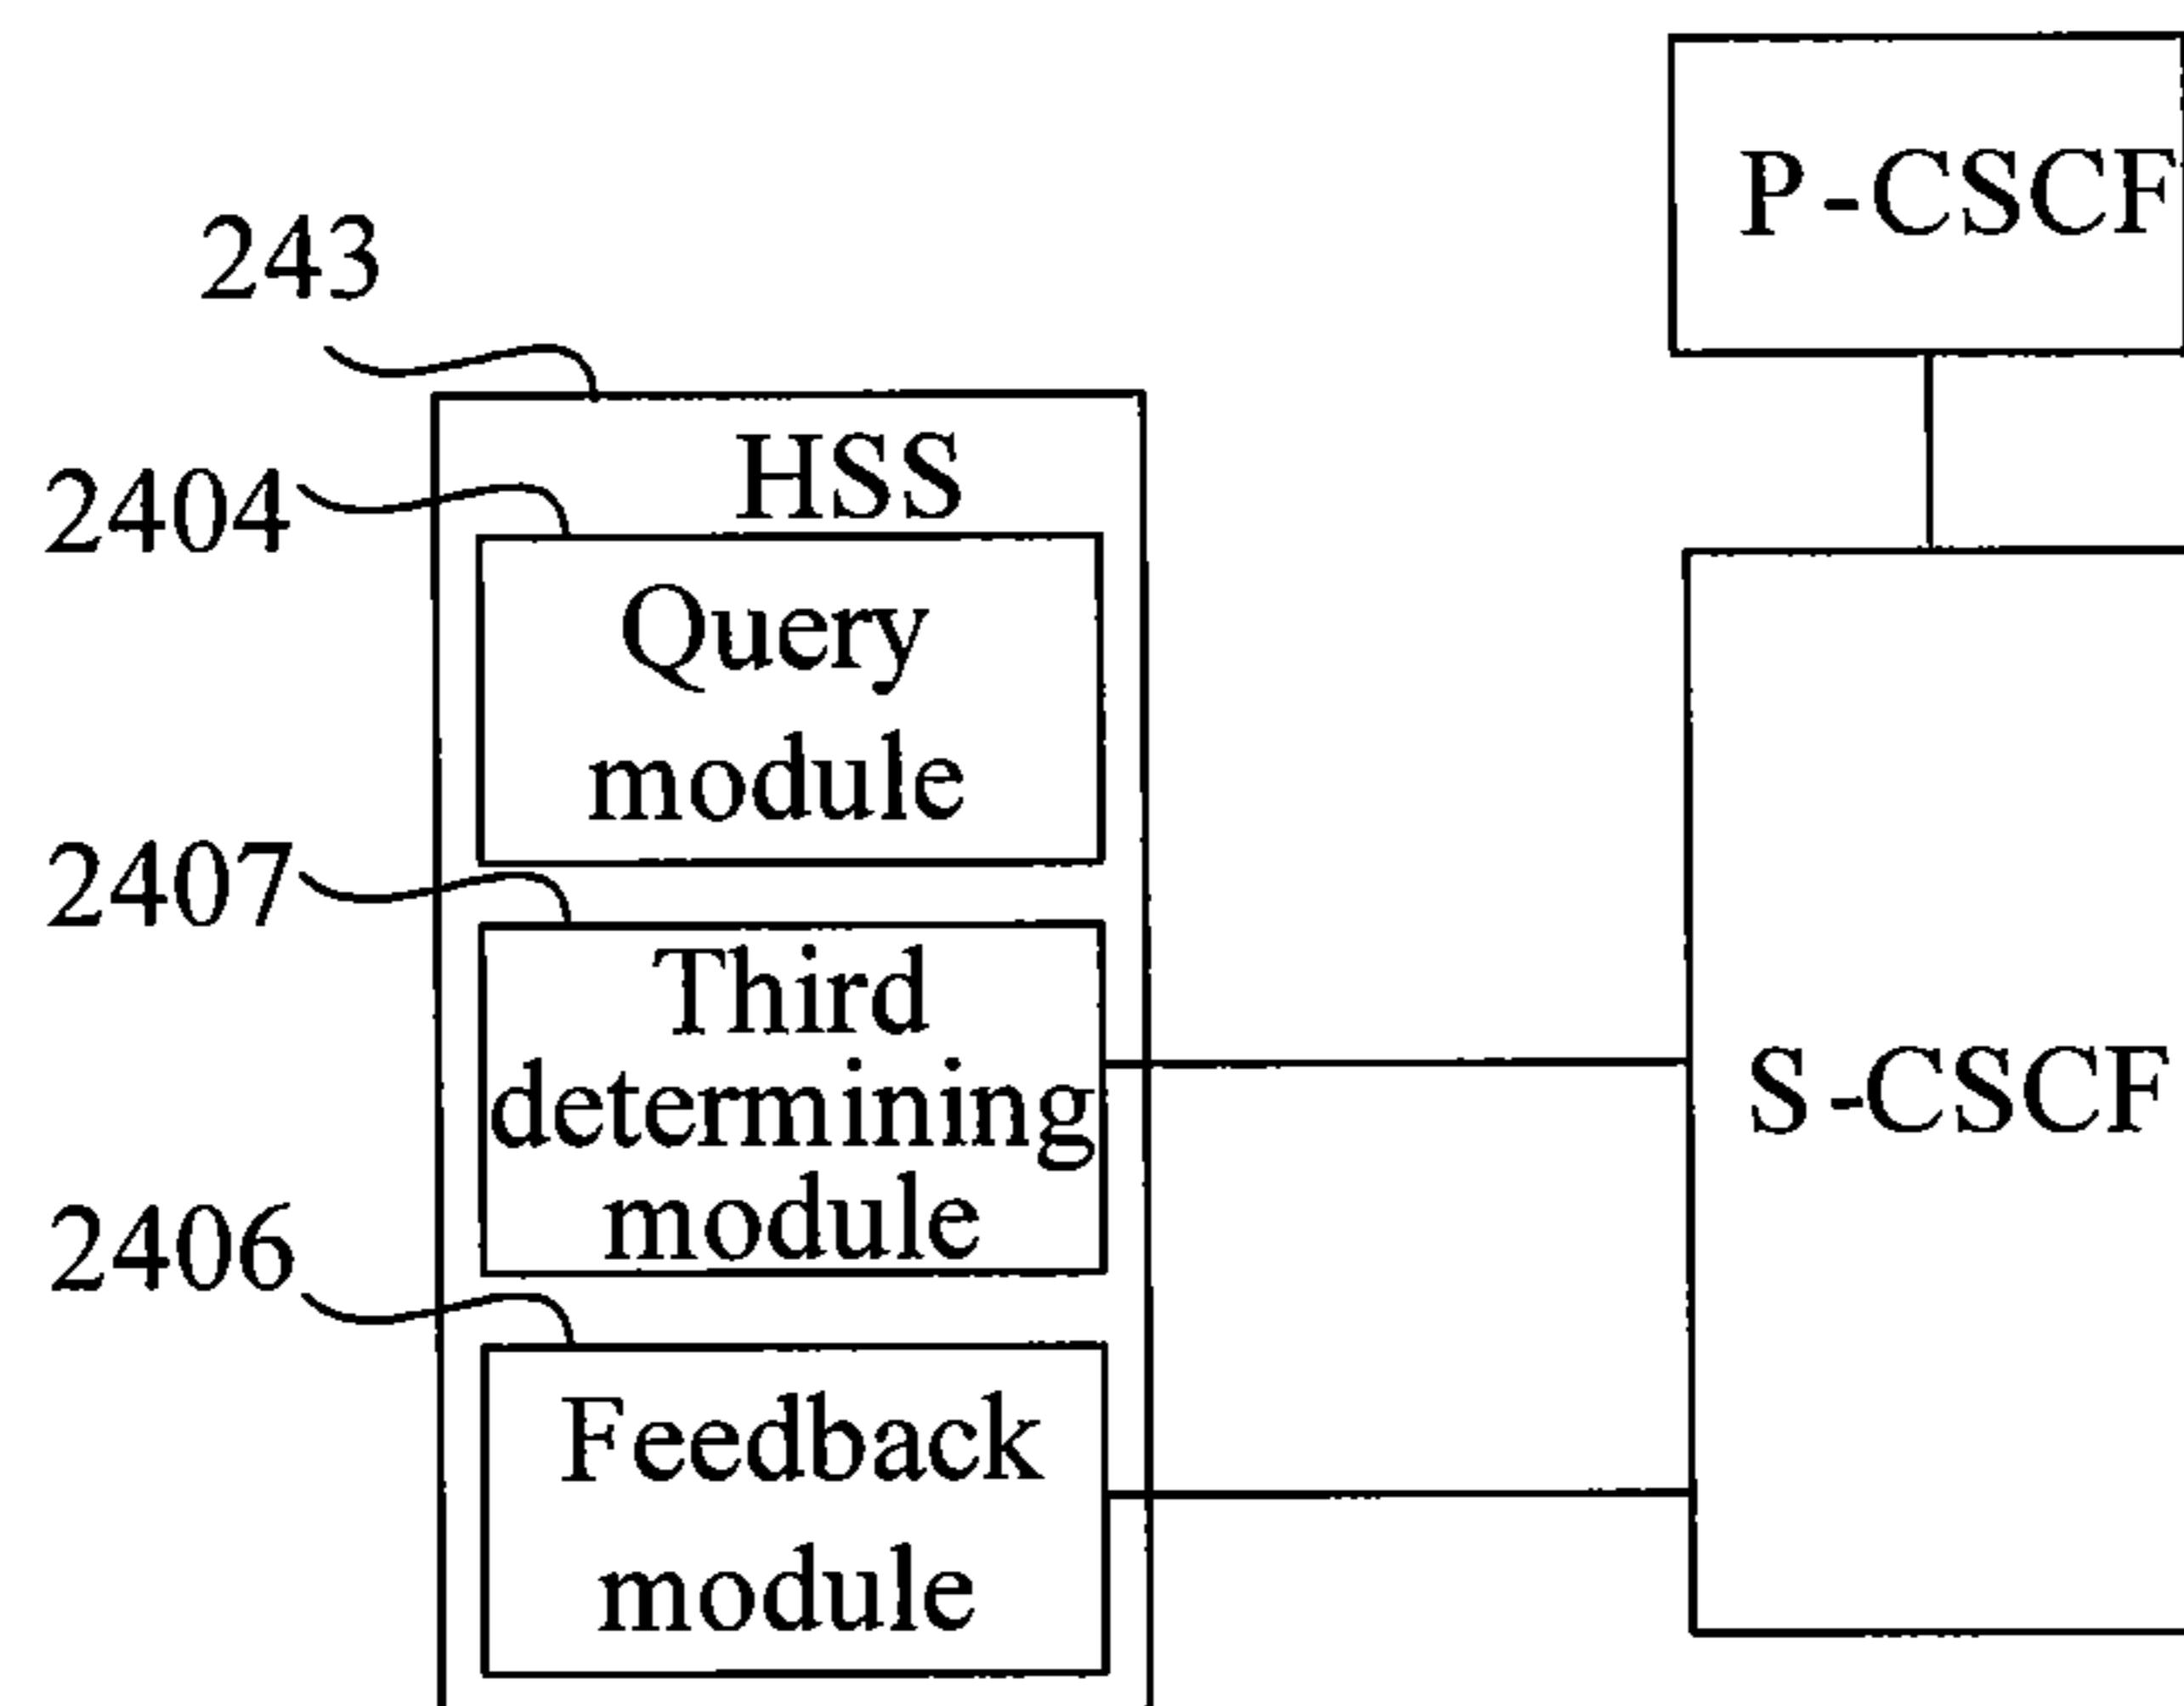 P-CSCF
243
HSS
2404
Query
module
2407
Third
determining
module
S-CSCF
2406
Feedback
module